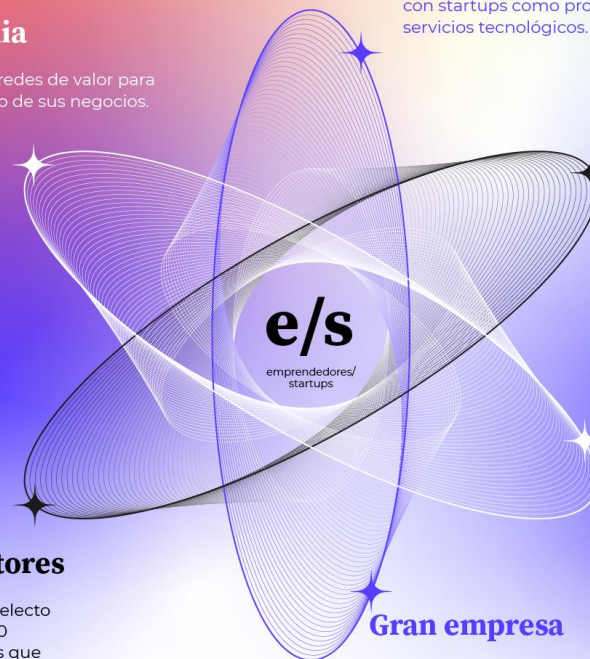 ia
redes de valor para
o de sus negocios.
con startups como pro
servicios tecnológicos.
e/s
emprendedores/
startups
tores
electo
0
s que
Gran empresa